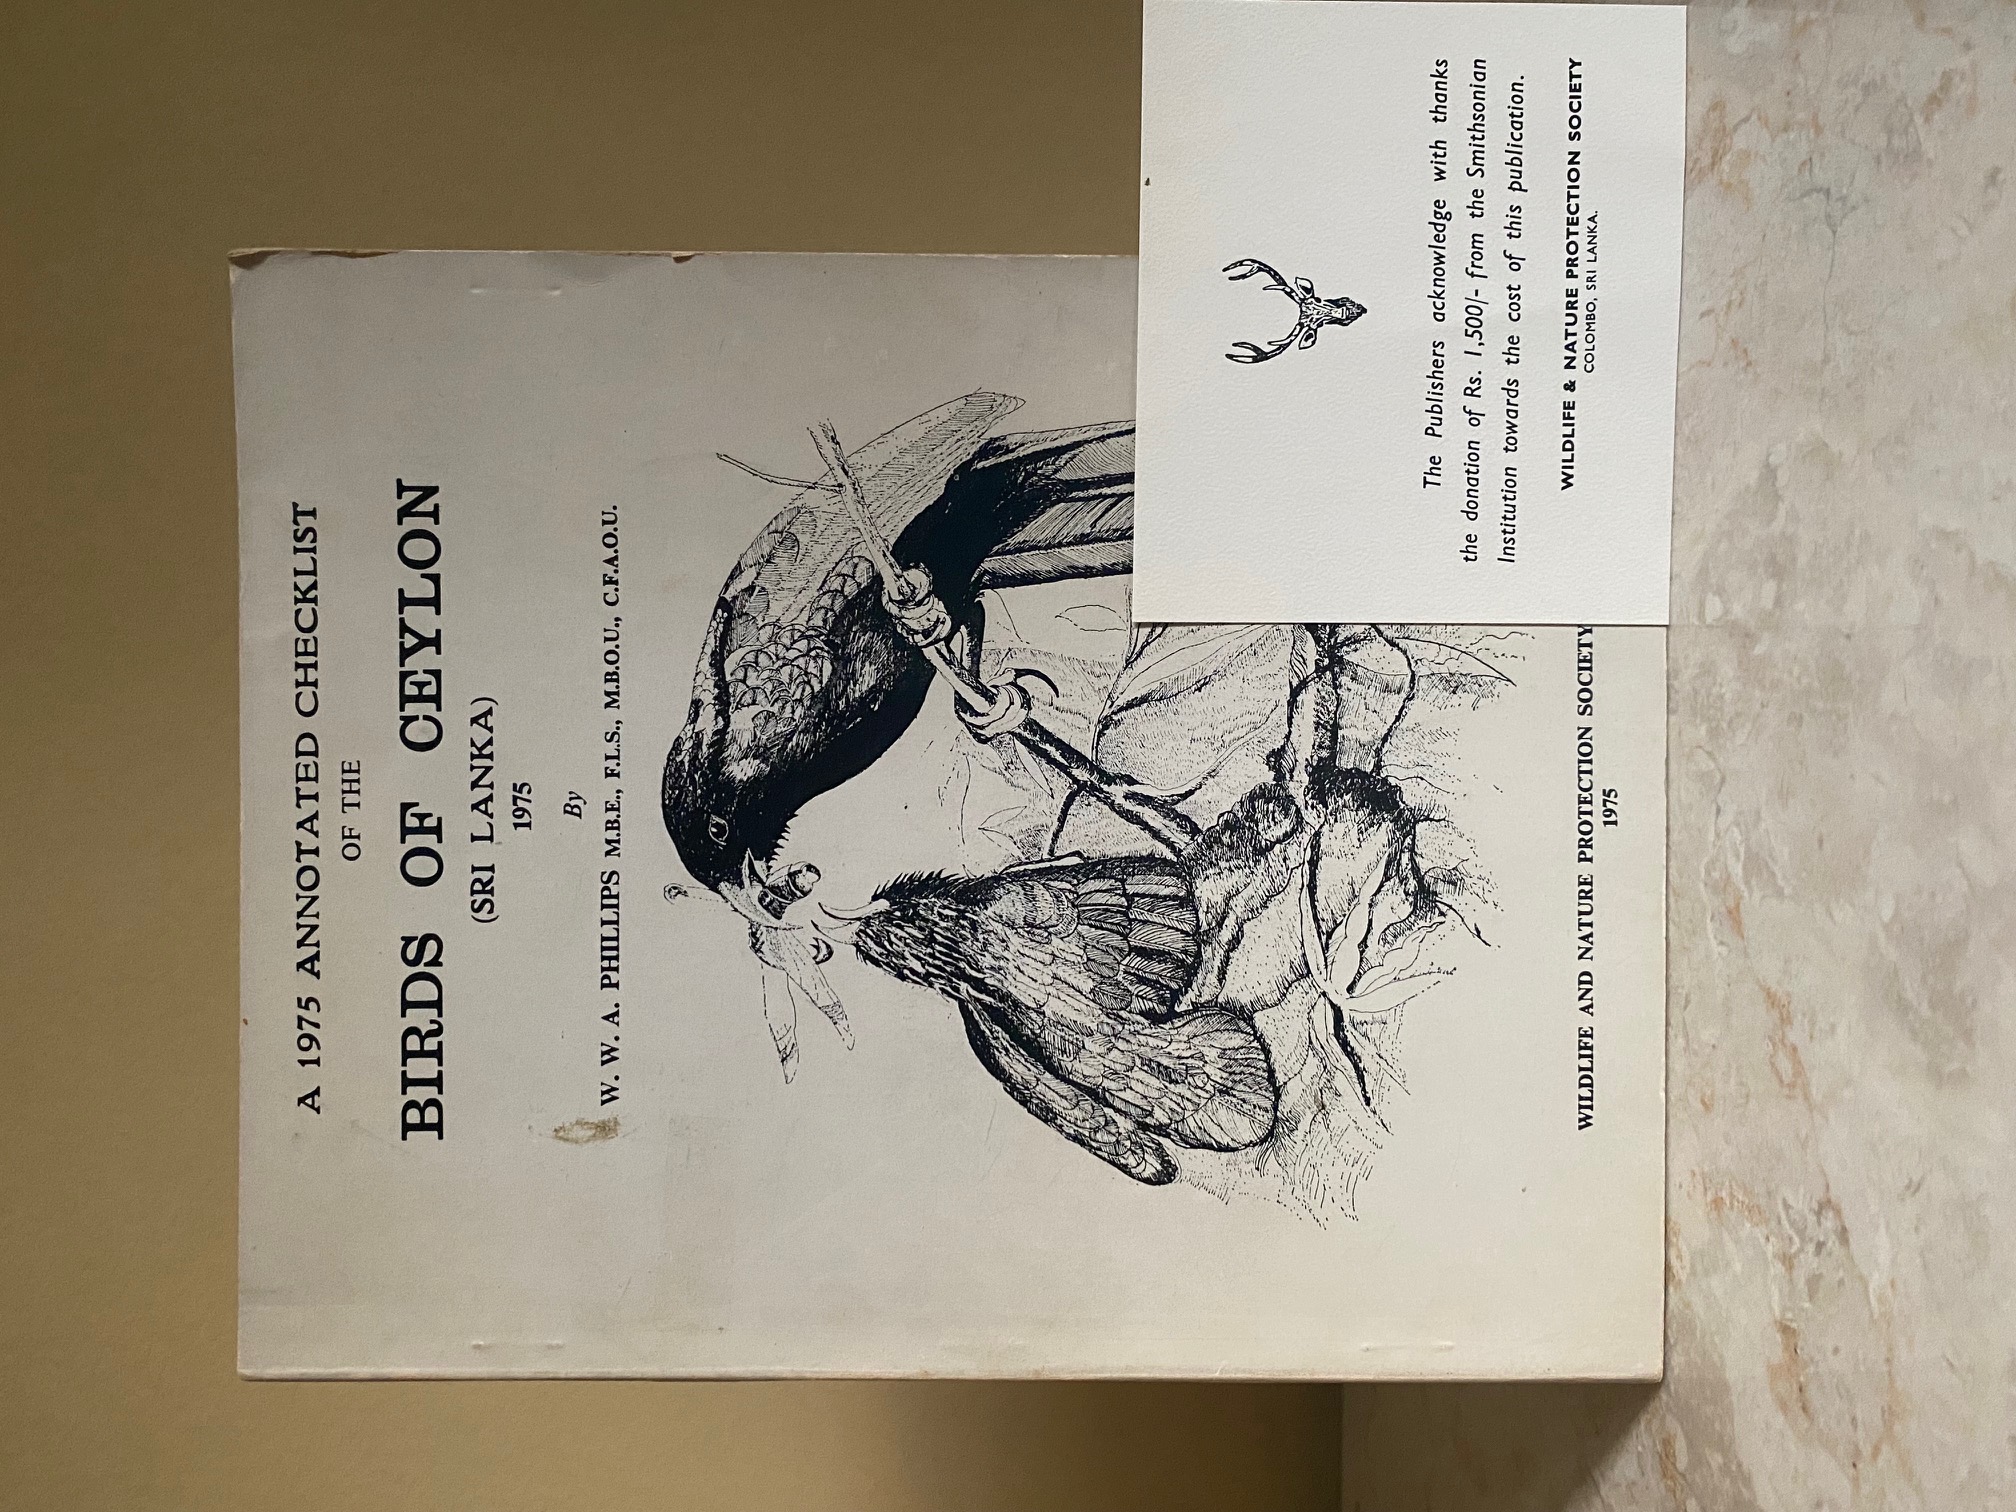 A 1975 ANNOTATED CHECKLIST
OF THE
BIRDS OF CEYLON
(SRI LANKA)
1975
By
W. W. A. PHILLIPS M.B.E., F.L.S., M.B.O.U., C.F.A.O.U.
WILDLIFE AND NATURE PROTECTION SOCIETY
1975
The Publishers acknowledge with thanks
the donation of Rs. 1,500/- from the Smithsonian
Institution towards the cost of this publication.
WILDLIFE & NATURE PROTECTION SOCIETY
COLOMBO, SRI LANKA.